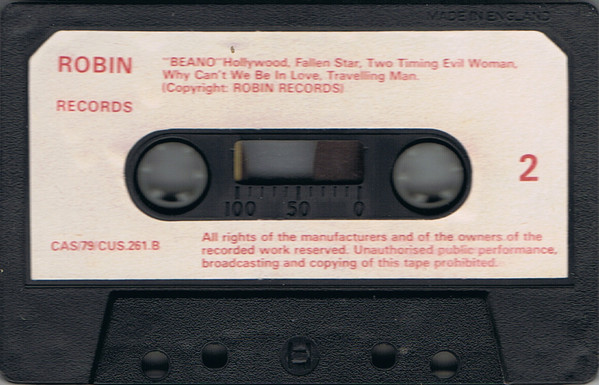 MADE IN ENGLAND
ROBIN
RECORDS
"BEANO" Hollywood, Fallen Star, Two Timing Evil Woman,
Why Can't We Be In Love, Travelling Man.
(Copyright: ROBIN RECORDS)
2
100 50 0
CAS/79/CUS.261.B
All rights of the manufacturers and of the owners of the
recorded work reserved. Unauthorised public performance,
broadcasting and copying of this tape prohibited.
B